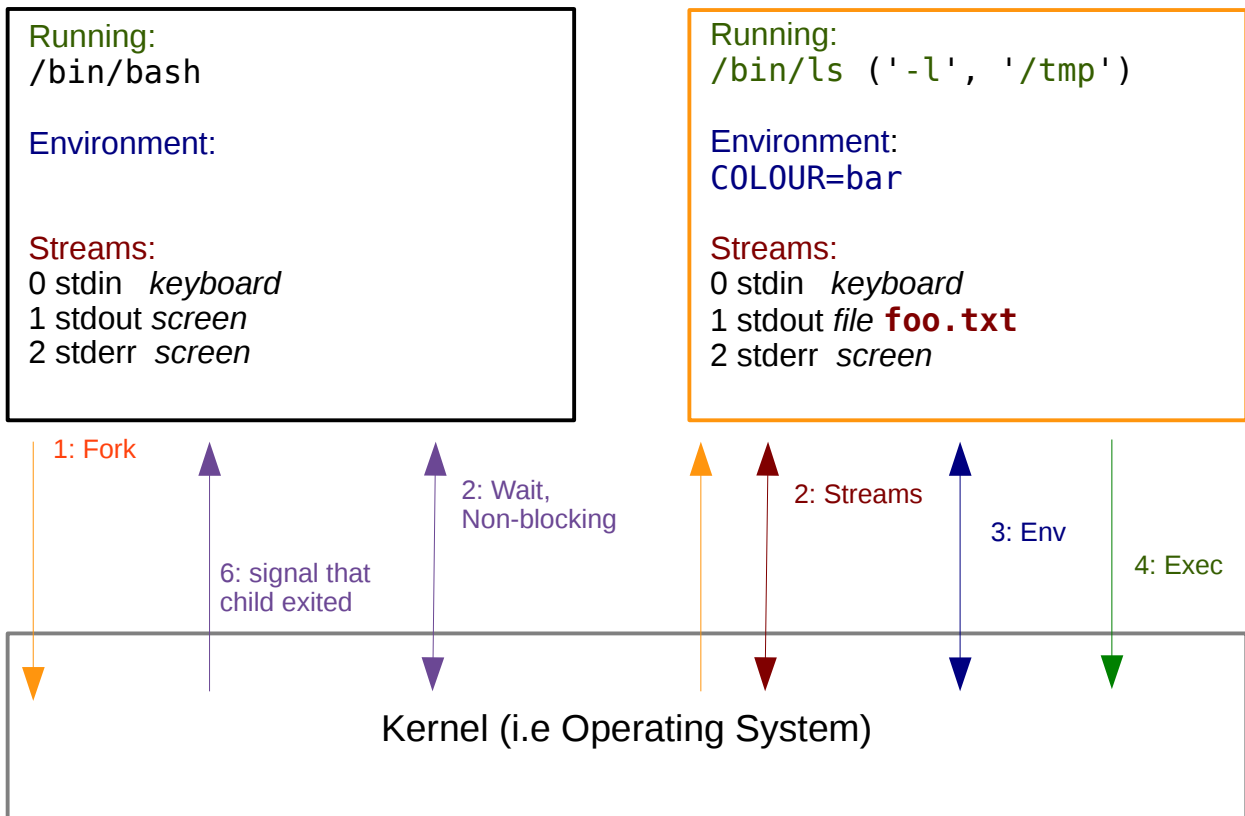 Running:
/bin/bash
Environment:
Streams:
0 stdin keyboard
1 stdout screen
2 stderr screen
Running:
/bin/ls ('-l', '/tmp')
Environment:
COLOUR=bar
Streams:
0 stdin keyboard
1 stdout file foo.txt
2 stderr screen
1: Fork
6: signal that
child exited
2: Wait,
Non-blocking
2: Streams
3: Env
4: Exec
Kernel (i.e Operating System)